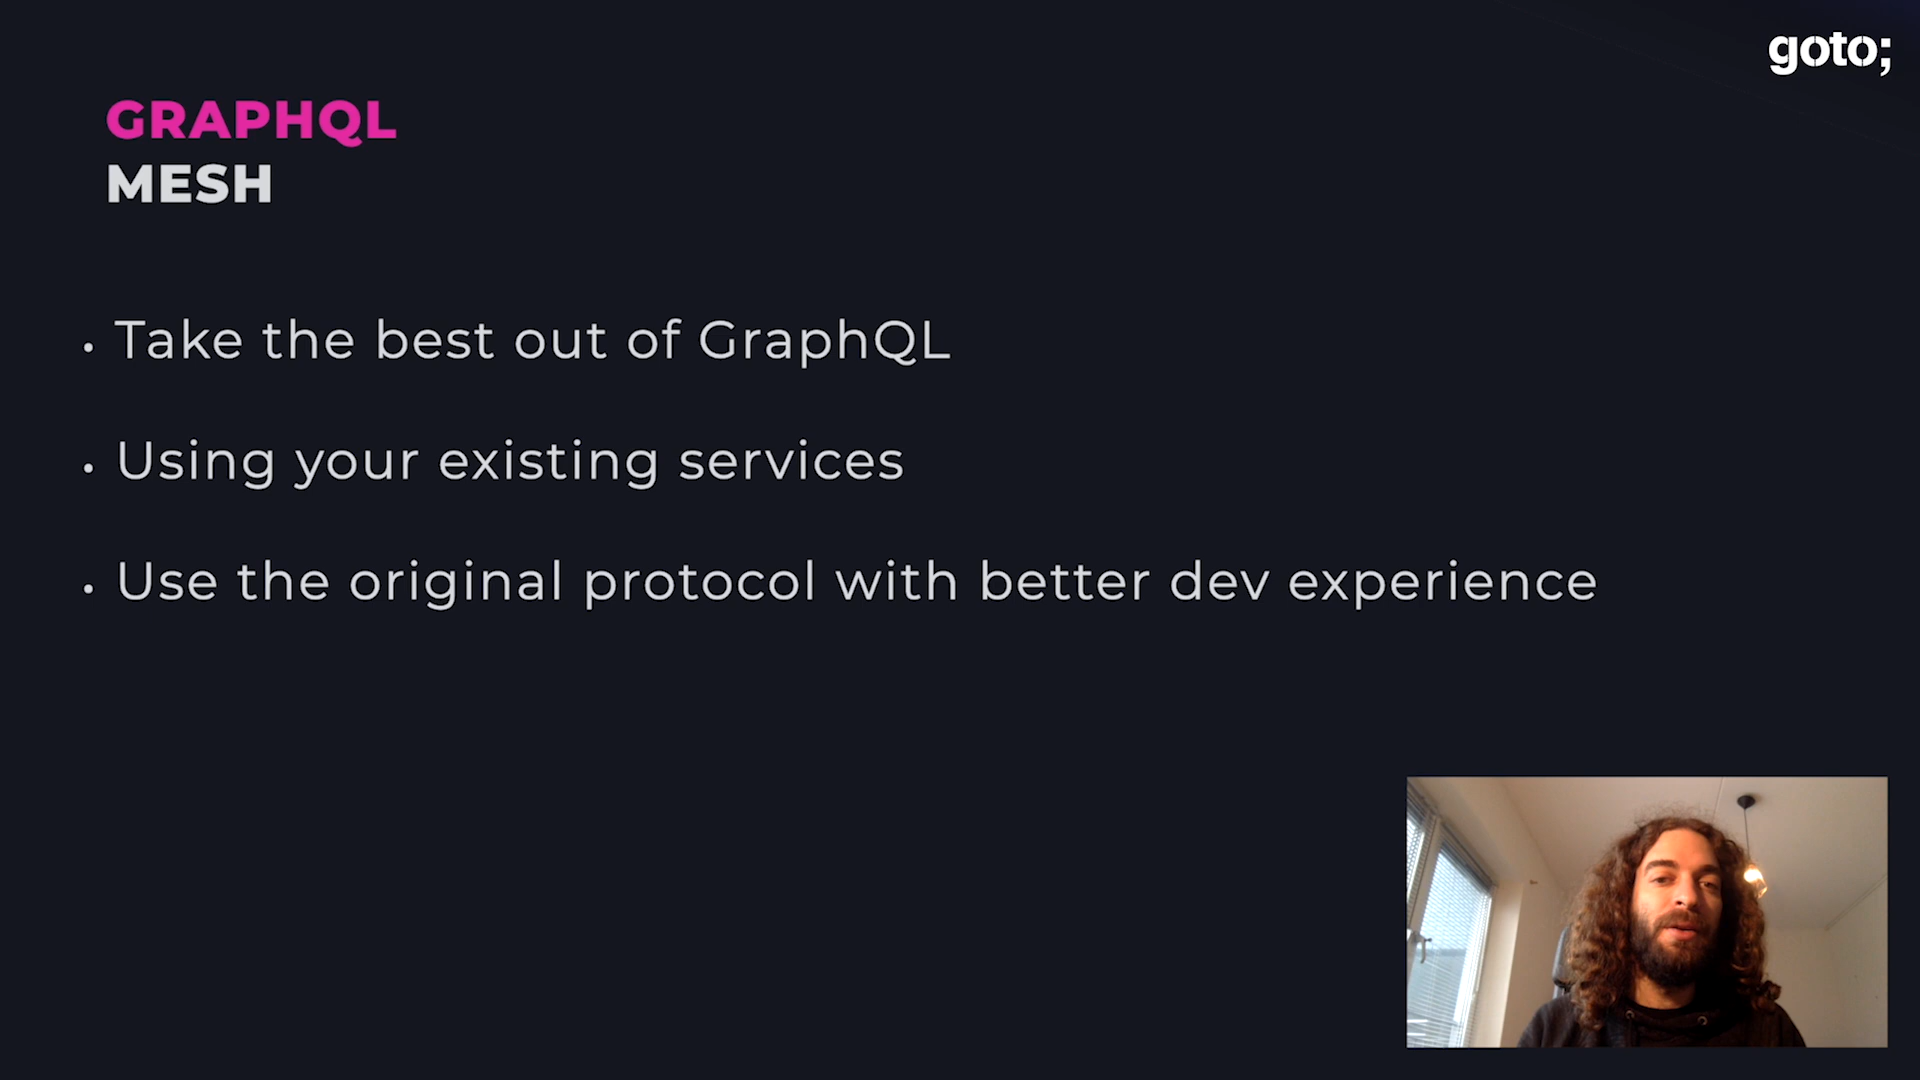 goto;
GRAPHQL
MESH
• Take the best out of GraphQL
• Using your existing services
• Use the original protocol with better dev experience